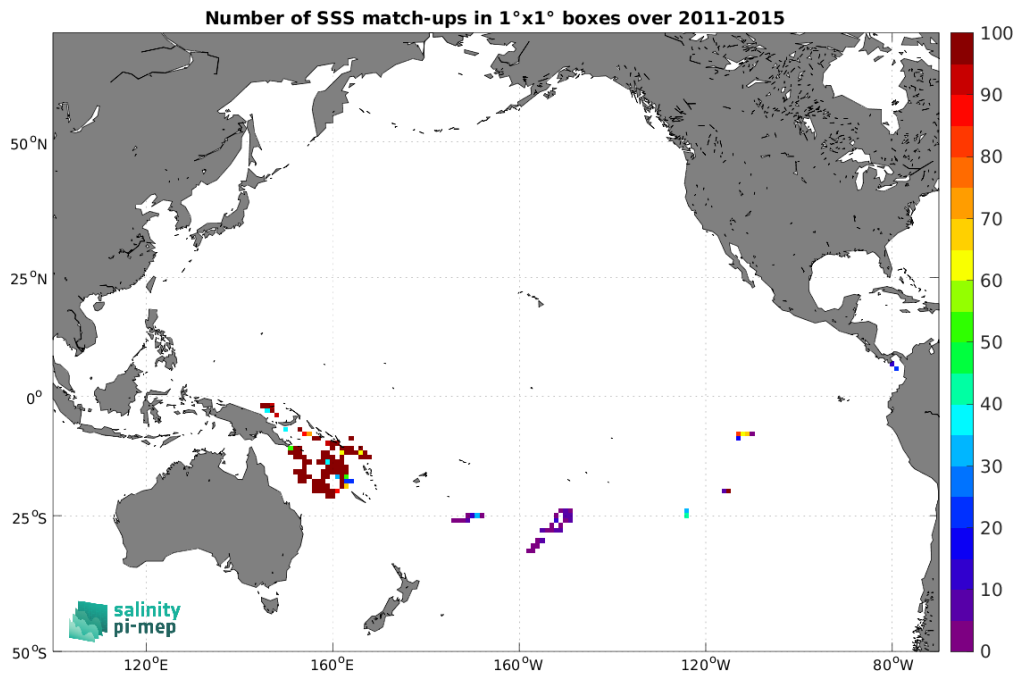 Number of SSS match-ups in 1°x1° boxes over 2011-2015
100
90
80
70
60
50
40
30
20
10
0
50°N
25°N
0°
25°S
50°S
120°E
160°E
160°W
120°W
80°W
salinity
pi-mep